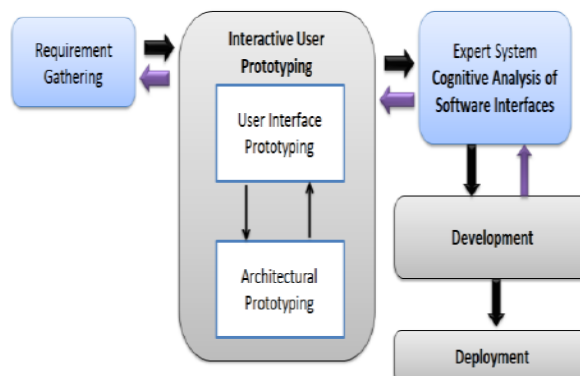 Requirement
Gathering
Interactive User
Prototyping
User Interface
Prototyping
Architectural
Prototyping
Expert System
Cognitive Analysis of
Software Interfaces
Development
Deployment